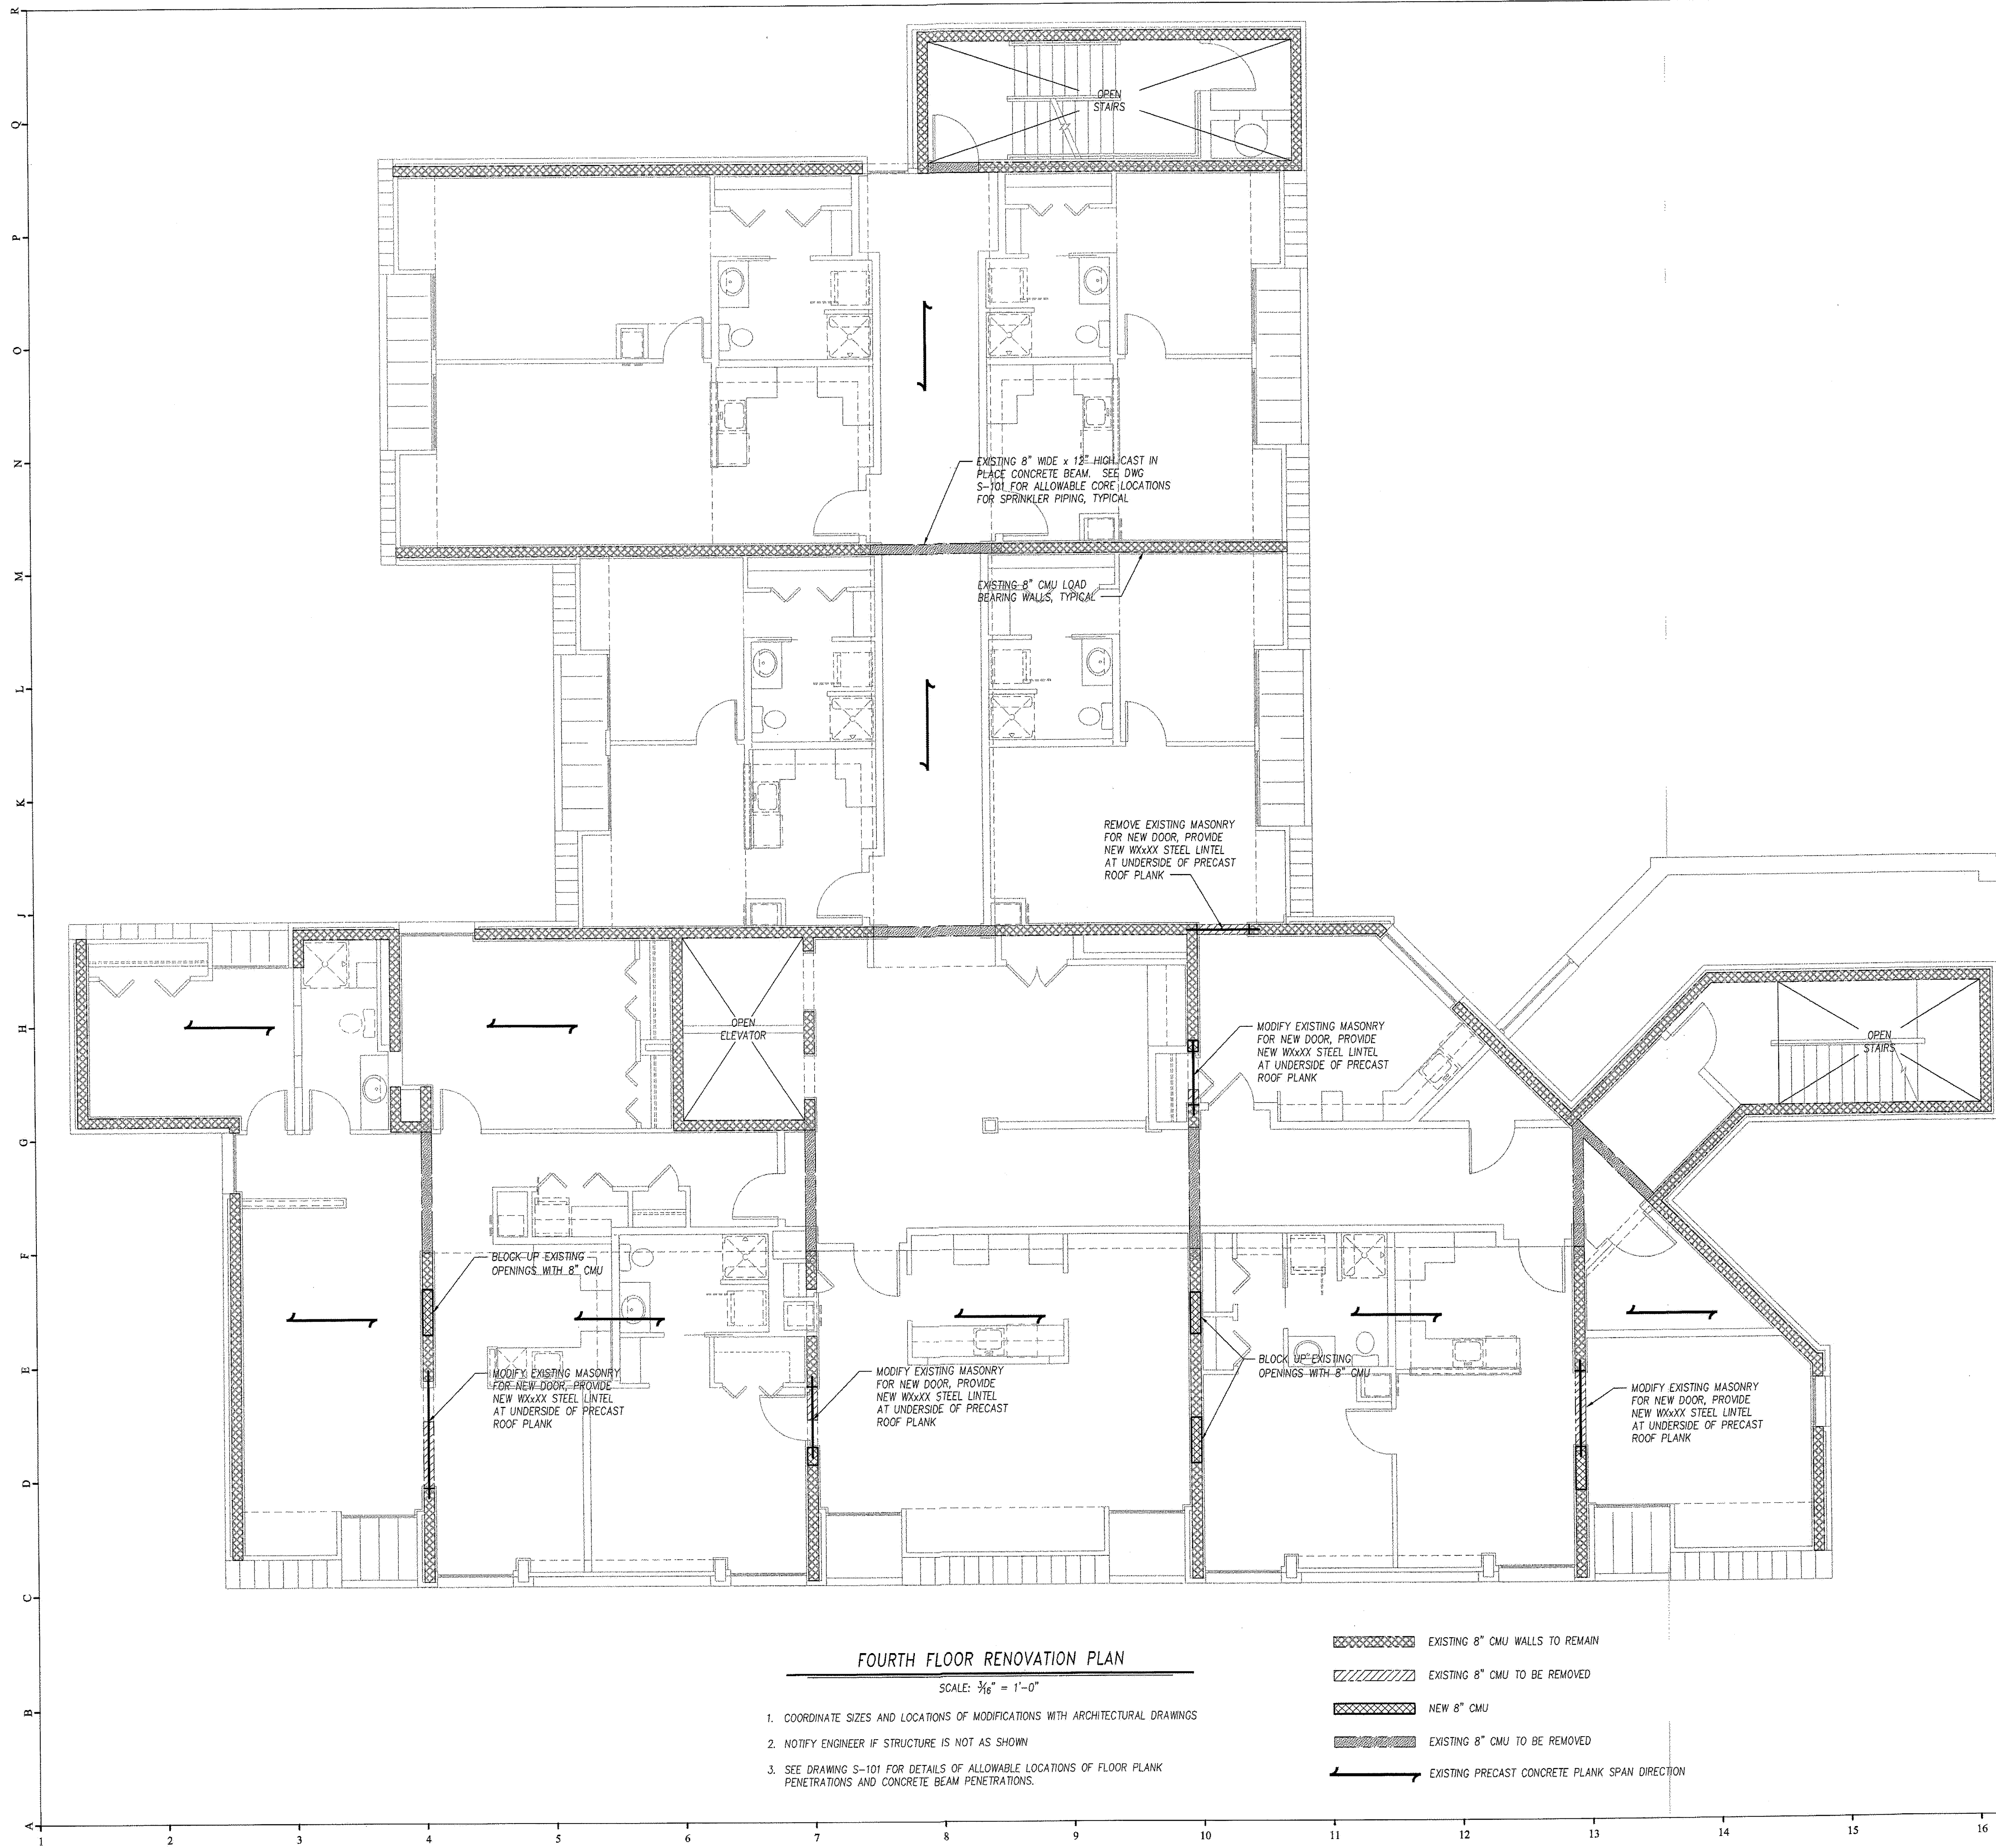 R
Q
P
O
N
M
L
K
J
H
G
F
E
D
C
B
A
OPEN
STAIRS
EXISTING 8" WIDE x 12" HIGH CAST IN
PLACE CONCRETE BEAM. SEE DWG
S-101 FOR ALLOWABLE CORE LOCATIONS
FOR SPRINKLER PIPING, TYPICAL
EXISTING 8" CMU LOAD
BEARING WALLS, TYPICAL
REMOVE EXISTING MASONRY
FOR NEW DOOR, PROVIDE
NEW WXxXX STEEL LINTEL
AT UNDERSIDE OF PRECAST
ROOF PLANK
OPEN
ELEVATOR
MODIFY EXISTING MASONRY
FOR NEW DOOR, PROVIDE
NEW WXxXX STEEL LINTEL
AT UNDERSIDE OF PRECAST
ROOF PLANK
OPEN
STAIRS
BLOCK UP EXISTING
OPENINGS WITH 8" CMU
MODIFY EXISTING MASONRY
FOR NEW DOOR, PROVIDE
NEW WXxXX STEEL LINTEL
AT UNDERSIDE OF PRECAST
ROOF PLANK
MODIFY EXISTING MASONRY
FOR NEW DOOR, PROVIDE
NEW WXxXX STEEL LINTEL
AT UNDERSIDE OF PRECAST
ROOF PLANK
BLOCK UP EXISTING
OPENINGS WITH 8" CMU
MODIFY EXISTING MASONRY
FOR NEW DOOR, PROVIDE
NEW WXxXX STEEL LINTEL
AT UNDERSIDE OF PRECAST
ROOF PLANK
FOURTH FLOOR RENOVATION PLAN
SCALE: 3/16" = 1'-0"
1. COORDINATE SIZES AND LOCATIONS OF MODIFICATIONS WITH ARCHITECTURAL DRAWINGS
2. NOTIFY ENGINEER IF STRUCTURE IS NOT AS SHOWN
3. SEE DRAWING S-101 FOR DETAILS OF ALLOWABLE LOCATIONS OF FLOOR PLANK
PENETRATIONS AND CONCRETE BEAM PENETRATIONS.
EXISTING 8" CMU WALLS TO REMAIN
EXISTING 8" CMU TO BE REMOVED
NEW 8" CMU
EXISTING 8" CMU TO BE REMOVED
EXISTING PRECAST CONCRETE PLANK SPAN DIRECTION
1 2 3 4 5 6 7 8 9 10 11 12 13 14 15 16